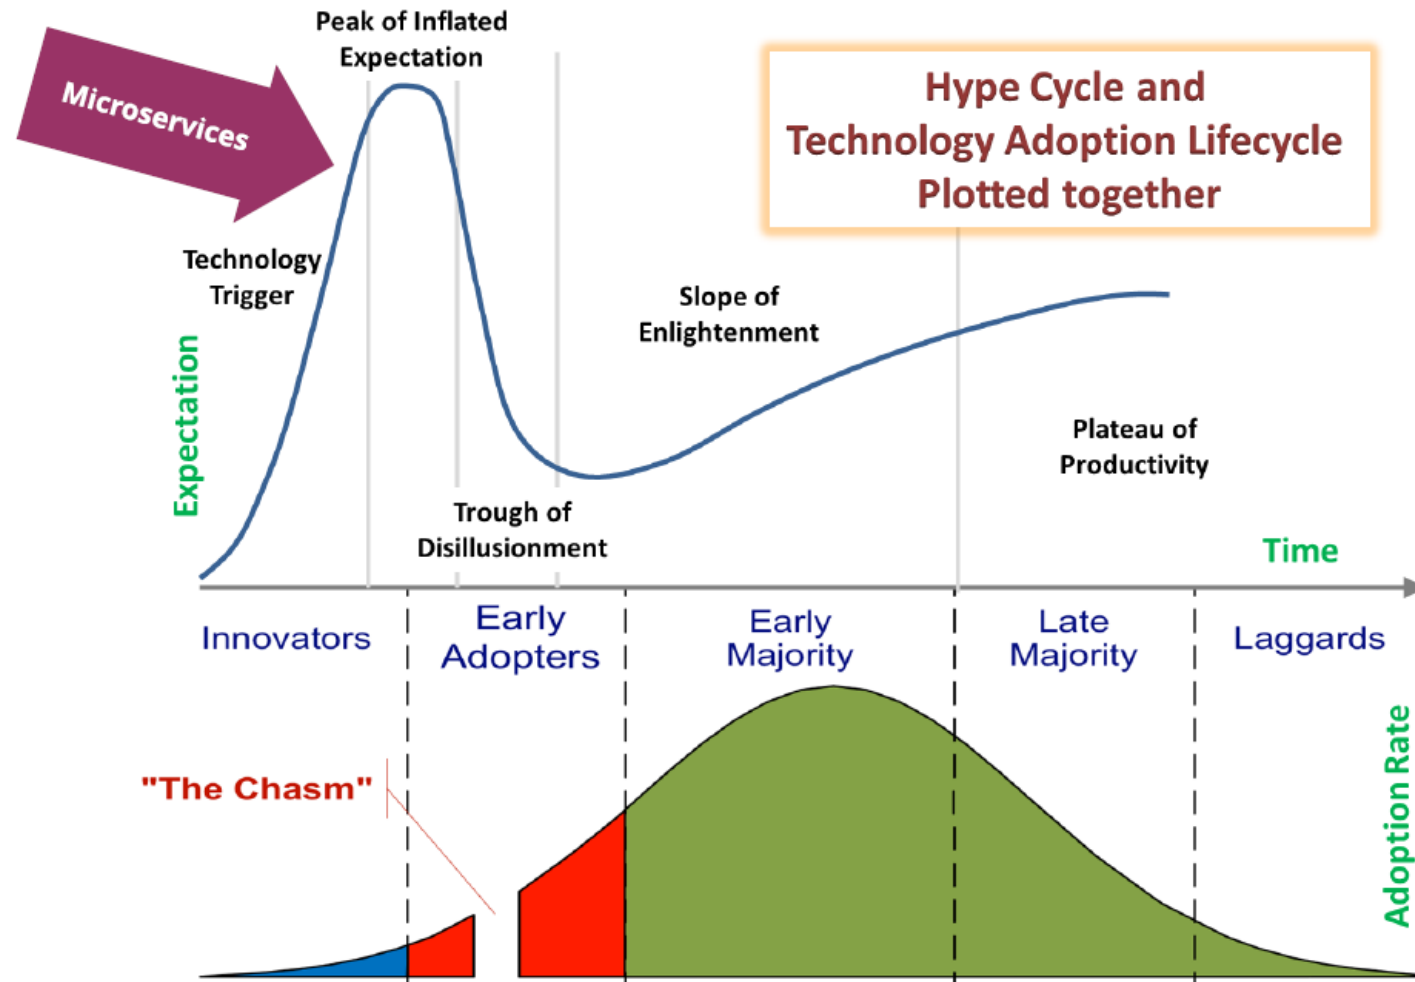 Peak of Inflated
Expectation
Microservices
Hype Cycle and
Technology Adoption Lifecycle
Plotted together
Technology
Trigger
Slope of
Enlightenment
Expectation
Plateau of
Productivity
Trough of
Disillusionment
Time
Innovators
Early
Adopters
Early
Majority
Late
Majority
Laggards
"The Chasm"
Adoption Rate